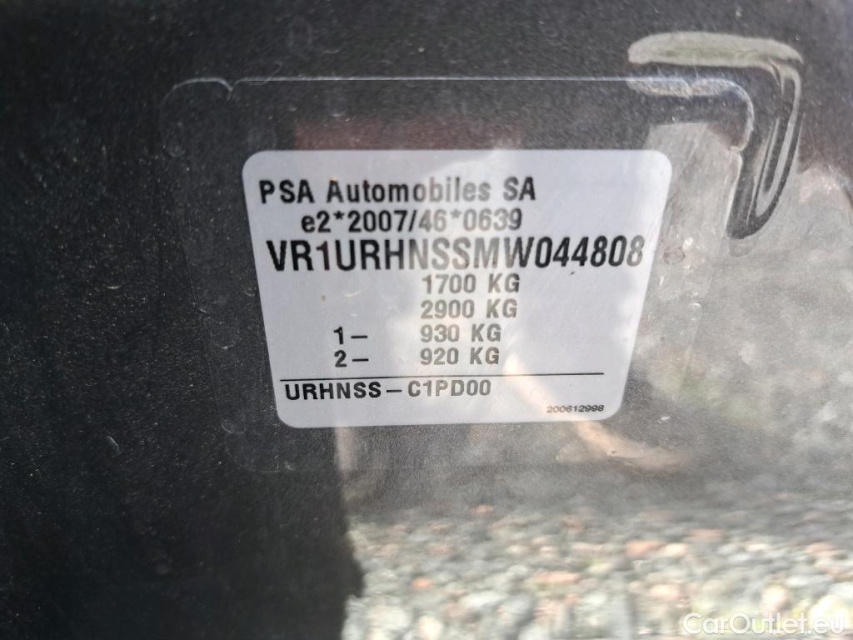 PSA Automobiles SA
e2*2007/46*0639
VR1URHNSSMW044808
1700 KG
2900 KG
1– 930 KG
2– 920 KG
URHNSS–C1PD00
200612998
CarOutlet.eu